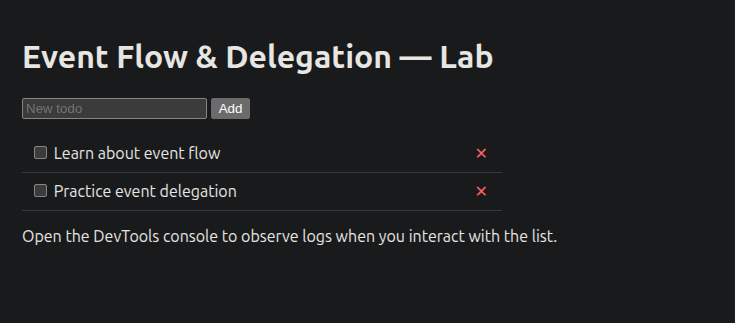 Event Flow & Delegation — Lab
New todo Add
Learn about event flow ✕
Practice event delegation ✕
Open the DevTools console to observe logs when you interact with the list.